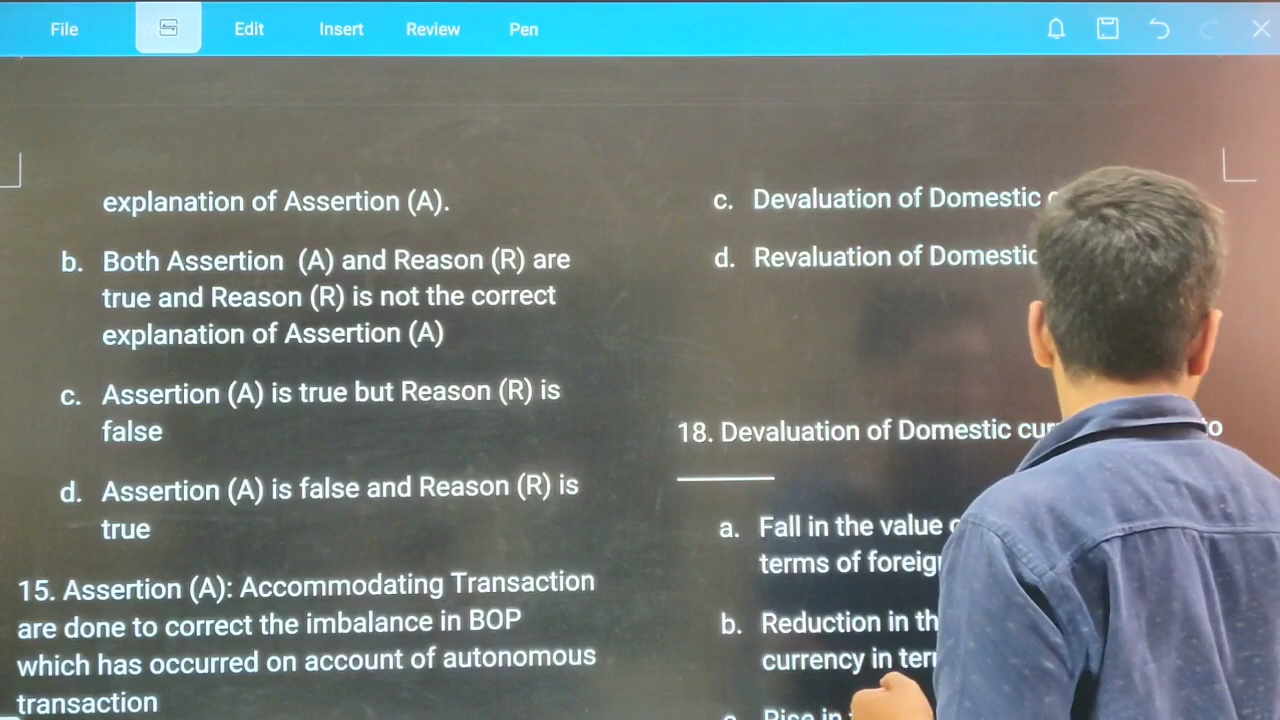 File
Edit
Insert
Review
Pen
explanation of Assertion (A).
b. Both Assertion (A) and Reason (R) are
true and Reason (R) is not the correct
explanation of Assertion (A)
c. Assertion (A) is true but Reason (R) is
false
d. Assertion (A) is false and Reason (R) is
true
15. Assertion (A): Accommodating Transaction
are done to correct the imbalance in BOP
which has occurred on account of autonomous
transaction
c. Devaluation of Domestic
d. Revaluation of Domestic
18. Devaluation of Domestic to
a. Fall in the value
terms of
b. Reduction in
currency in
Rise in